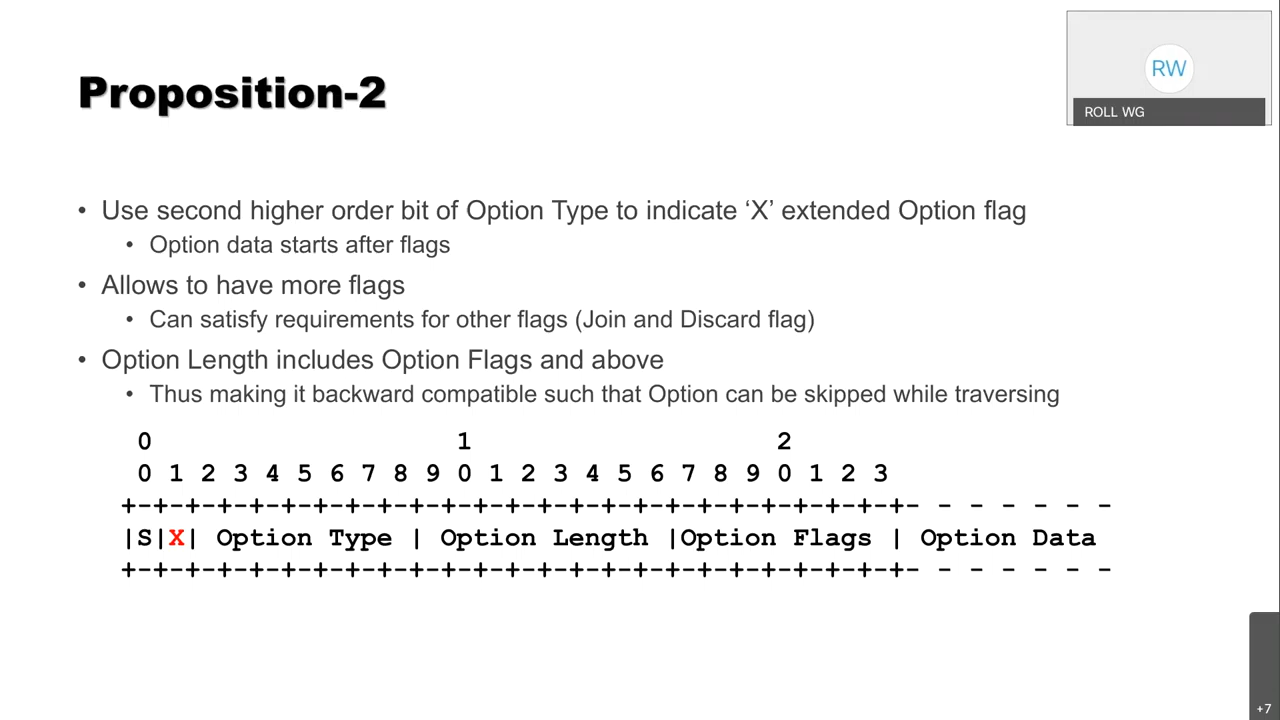 RW
ROLL WG
Proposition-2
• Use second higher order bit of Option Type to indicate ‘X’ extended Option flag
• Option data starts after flags
• Allows to have more flags
• Can satisfy requirements for other flags (Join and Discard flag)
• Option Length includes Option Flags and above
• Thus making it backward compatible such that Option can be skipped while traversing
0 1 2
0 1 2 3 4 5 6 7 8 9 0 1 2 3 4 5 6 7 8 9 0 1 2 3
+-+-+-+-+-+-+-+-+-+-+-+-+-+-+-+-+-+-+-+-+-+-+-+-+- - - - - - -
|S|X| Option Type | Option Length |Option Flags | Option Data
+-+-+-+-+-+-+-+-+-+-+-+-+-+-+-+-+-+-+-+-+-+-+-+-+- - - - - - -
+7